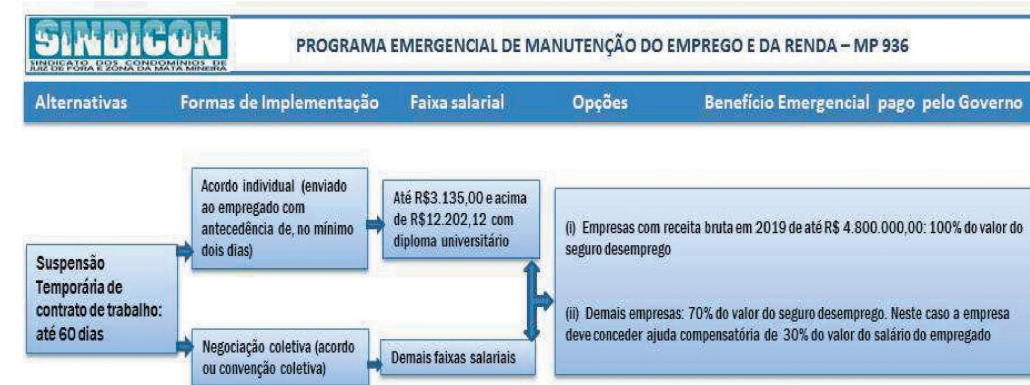 SINDICON
SINDICATO DOS CONDOMÍNIOS DE
JUIZ DE FORA E ZONA DA MATA MINEIRA
PROGRAMA EMERGENCIAL DE MANUTENÇÃO DO EMPREGO E DA RENDA – MP 936
Alternativas Formas de Implementação Faixa salarial Opções Benefício Emergencial pago pelo Governo
Suspensão
Temporária de
contrato de trabalho:
até 60 dias
Acordo individual (enviado
ao empregado com
antecedência de, no mínimo
dois dias)
Até R$3.135,00 e acima
de R$12.202,12 com
diploma universitário
Negociação coletiva (acordo
ou convenção coletiva)
Demais faixas salariais
(i) Empresas com receita bruta em 2019 de até R$ 4.800.000,00: 100% do valor do
seguro desemprego
(ii) Demais empresas: 70% do valor do seguro desemprego. Neste caso a empresa
deve conceder ajuda compensatória de 30% do valor do salário do empregado